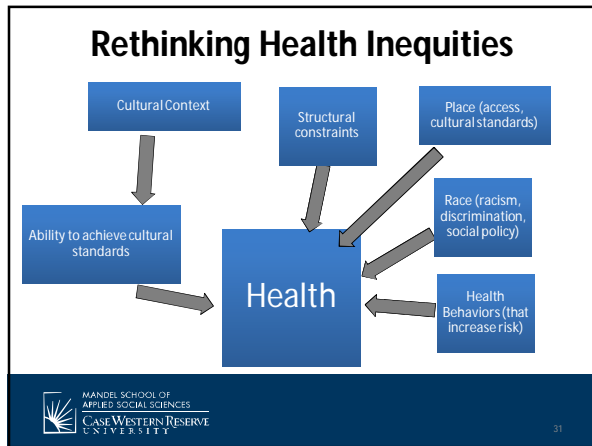 Rethinking Health Inequities
Cultural Context
Structural
constraints
Place (access,
cultural standards)
Ability to achieve cultural
standards
Race (racism,
discrimination,
social policy)
Health
Health
Behaviors (that
increase risk)
MANDEL SCHOOL OF
APPLIED SOCIAL SCIENCES
CASE WESTERN RESERVE
UNIVERSITY
31